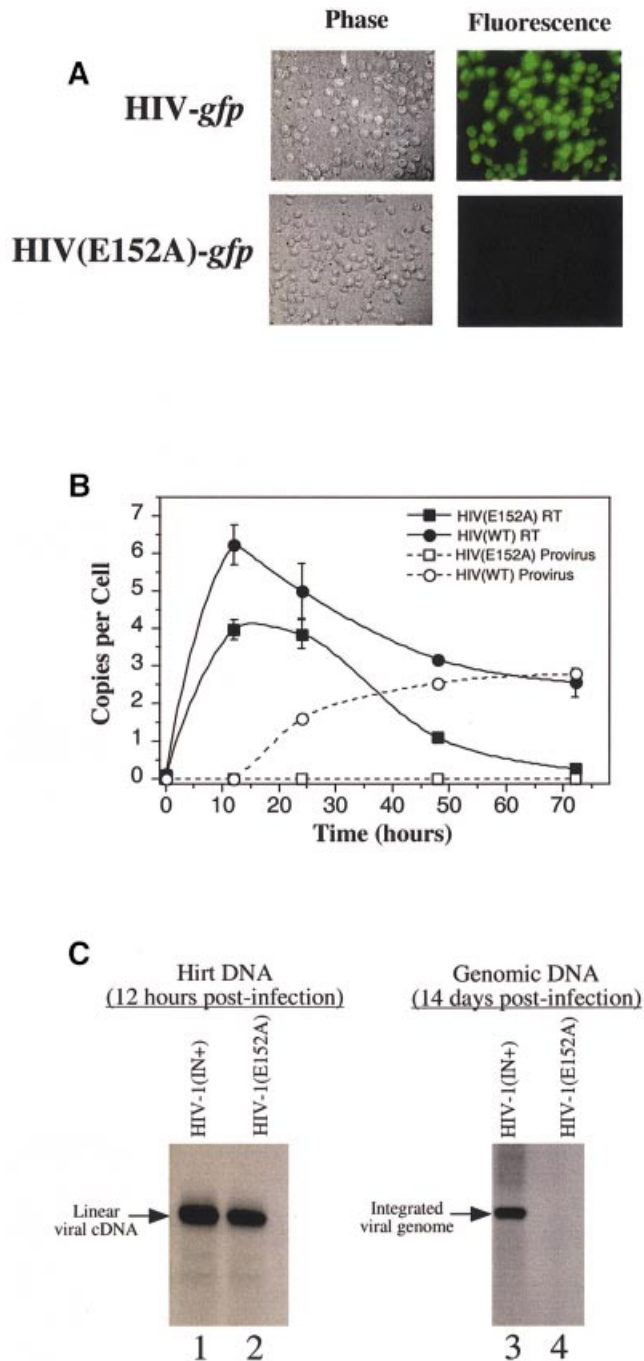 Phase Fluorescence
A
HIV-gfp
HIV(E152A)-gfp
B
Copies per Cell
7
6
5
4
3
2
1
0
HIV(E152A) RT
HIV(WT) RT
HIV(E152A) Provirus
HIV(WT) Provirus
0 10 20 30 40 50 60 70
Time (hours)
C
Hirt DNA
(12 hours post-infection)
HIV-1(IN+)
HIV-1(E152A)
Linear
viral cDNA
1 2
Genomic DNA
(14 days post-infection)
HIV-1(IN+)
HIV-1(E152A)
Integrated
viral genome
3 4